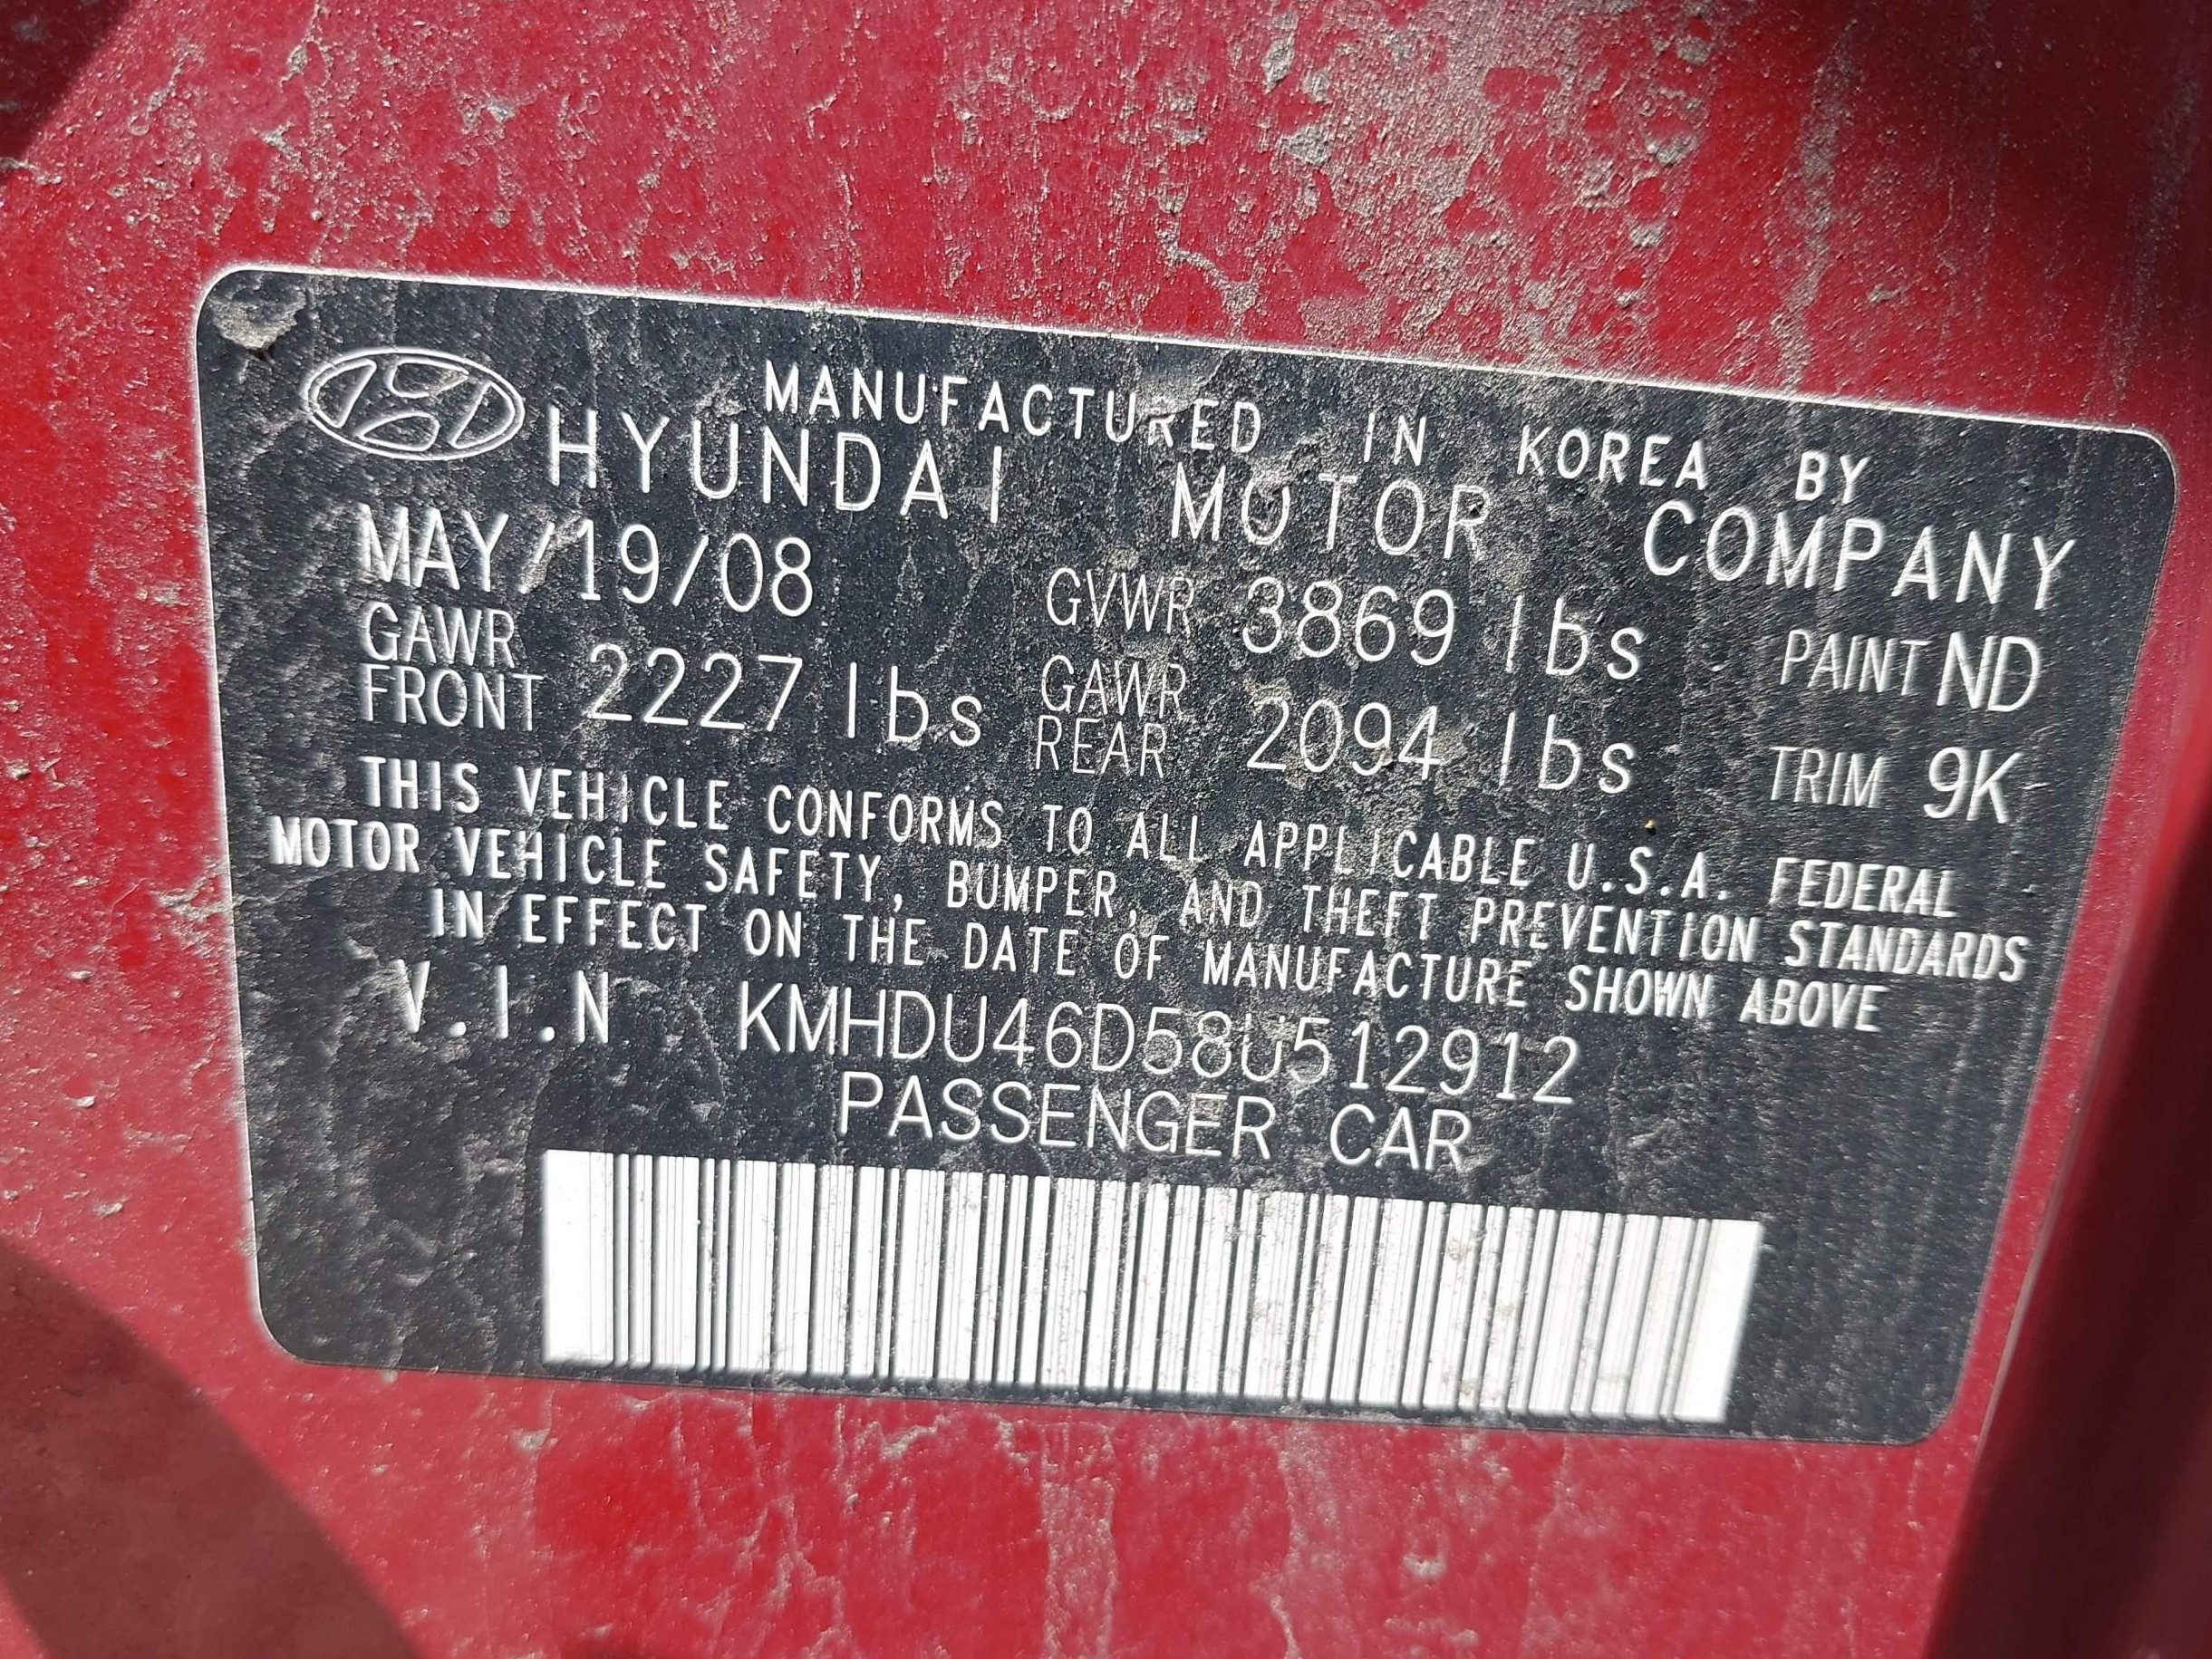 MANUFACTURED IN KOREA BY
HYUNDAI MOTOR COMPANY
MAY/19/08 GVWR 3869 lbs PAINT ND
GAWR FRONT 2227 lbs GAWR REAR 2094 lbs TRIM 9K
THIS VEHICLE CONFORMS TO ALL APPLICABLE U.S.A. FEDERAL
MOTOR VEHICLE SAFETY, BUMPER, AND THEFT PREVENTION STANDARDS
IN EFFECT ON THE DATE OF MANUFACTURE SHOWN ABOVE
V.I.N KMHDU46D58U512912
PASSENGER CAR